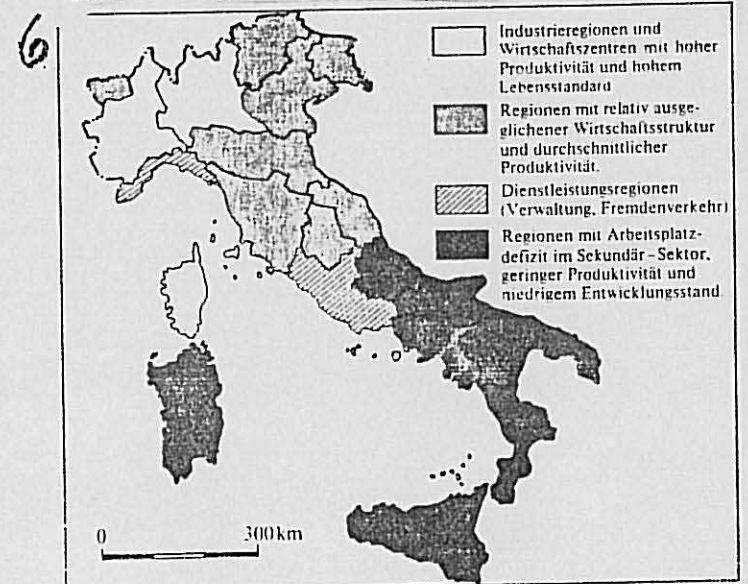 6
Industrieregionen und
Wirtschaftszentren mit hoher
Produktivität und hohem
Lebensstandard
Regionen mit relativ ausge-
glichener Wirtschaftsstruktur
und durchschnittlicher
Produktivität.
Dienstleistungsregionen
(Verwaltung, Fremdenverkehr)
Regionen mit Arbeitsplatz-
defizit im Sekundär-Sektor,
geringer Produktivität und
niedrigem Entwicklungsstand.
0 300 km